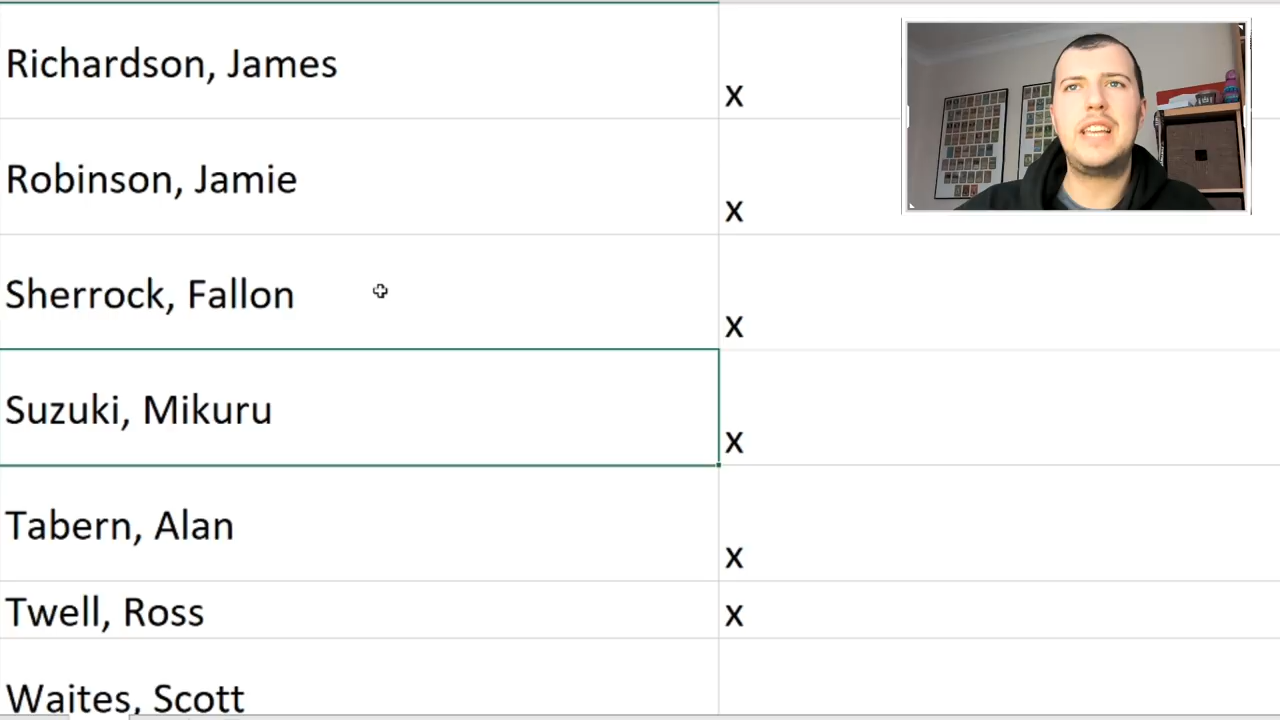 Richardson, James
x
Robinson, Jamie
x
Sherrock, Fallon
x
Suzuki, Mikuru
x
Tabern, Alan
x
Twell, Ross
x
Waites, Scott